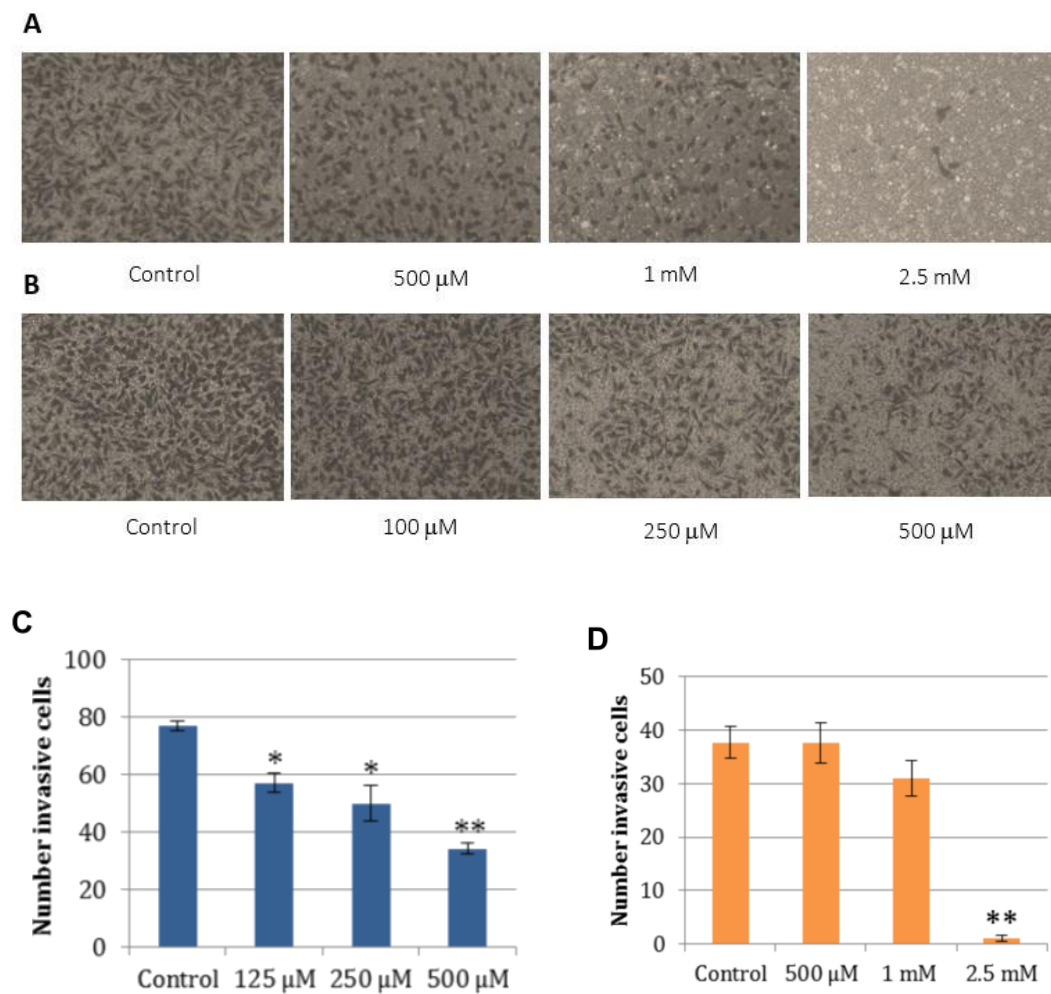 A
Control 500 µM 1 mM 2.5 mM
B
Control 100 µM 250 µM 500 µM
C
Number invasive cells
100
80
60
40
20
0
* * **
Control 125 µM 250 µM 500 µM
D
Number invasive cells
50
40
30
20
10
0
**
Control 500 µM 1 mM 2.5 mM